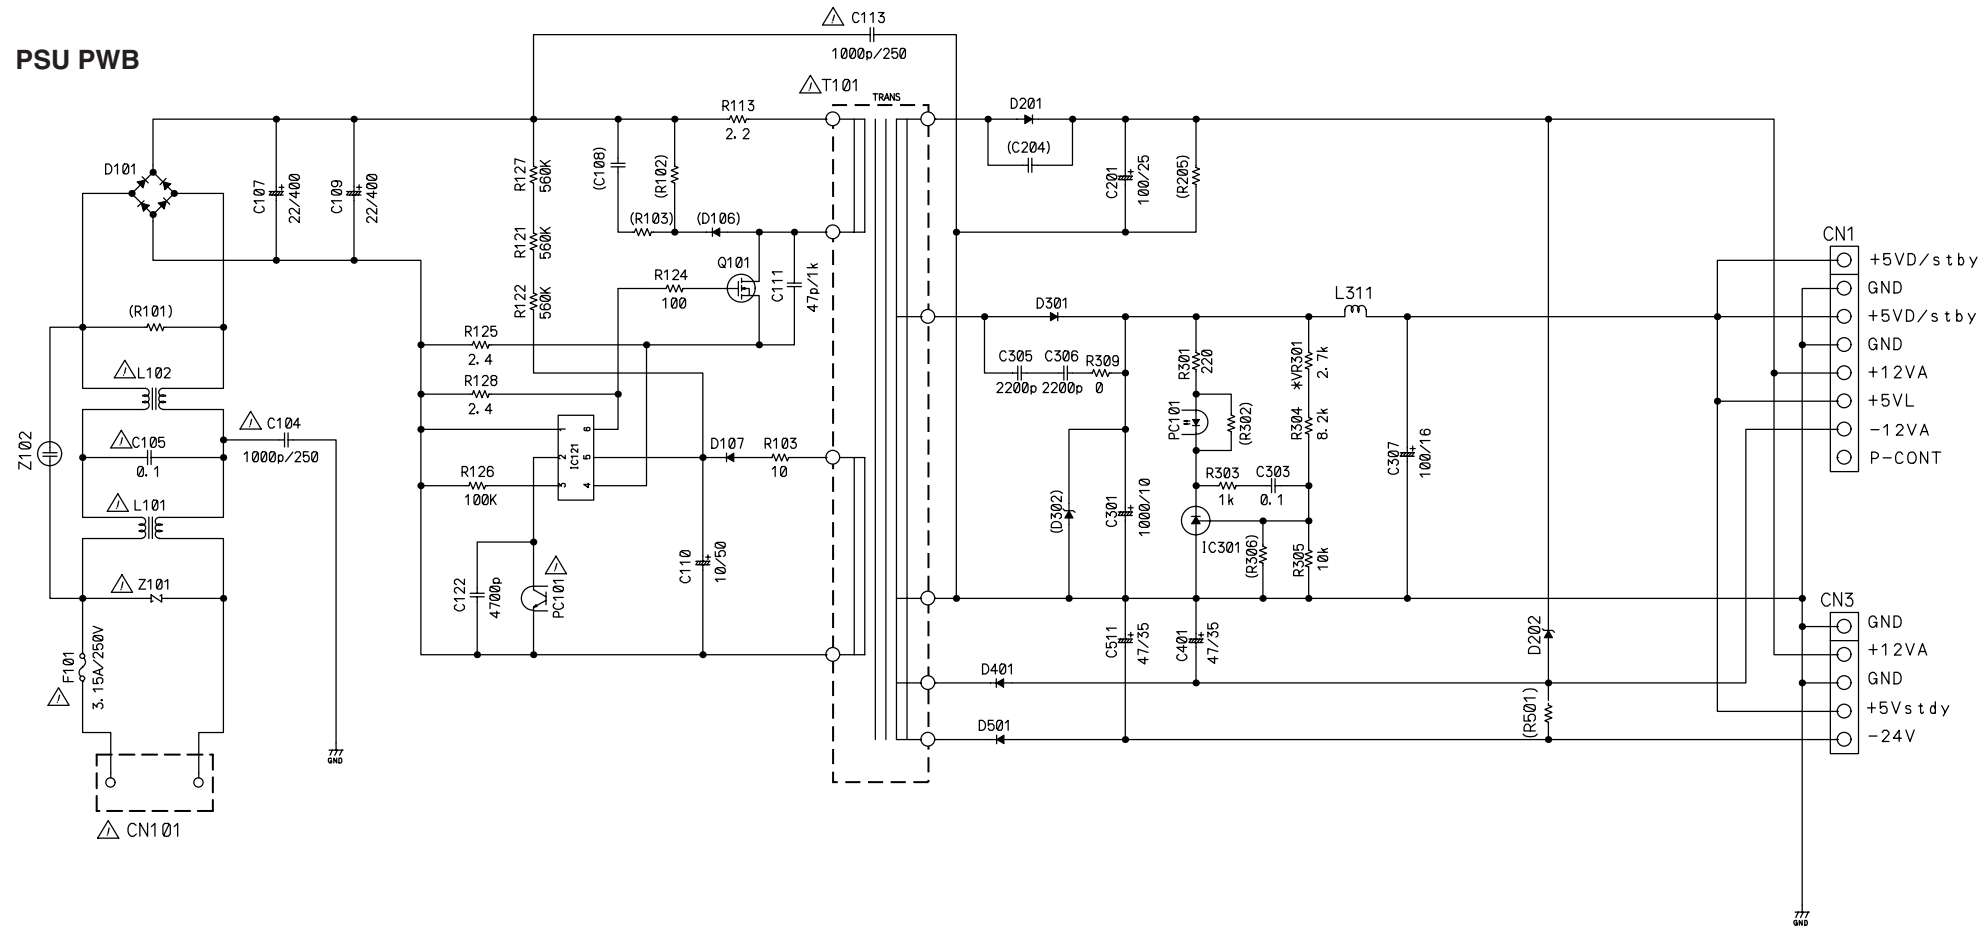 PSU PWB
C113
1000p/250
T101
TRANS
R113
2.2
D201
(C204)
D101
C107
22/400
C109
22/400
R127
560K
(C108)
(R102)
C201
100/25
(R205)
R121
560K
(R103)
(D106)
R122
560K
R124
100
Q101
C111
47p/1k
CN1
+5VD/stby
GND
+5VD/stby
GND
+12VA
+5VL
-12VA
P-CONT
D301
L311
(R101)
R125
2.4
C305
2200p
C306
2200p
R309
0
R301
220
*VR301
2.7k
L102
R128
2.4
C104
1000p/250
PC101
(R302)
R304
8.2k
Z102
C105
0.1
1
2
3
IC121
6
5
4
D107
R103
10
C307
100/16
R126
100K
R303
1k
C303
0.1
L101
(D302)
C301
1000/10
IC301
(R306)
R305
10k
Z101
C122
4700p
PC101
C110
10/50
CN3
GND
+12VA
GND
+5Vstdy
-24V
F101
3.15A/250V
C511
47/35
C401
47/35
D202
D401
(R501)
D501
GND
CN101
GND